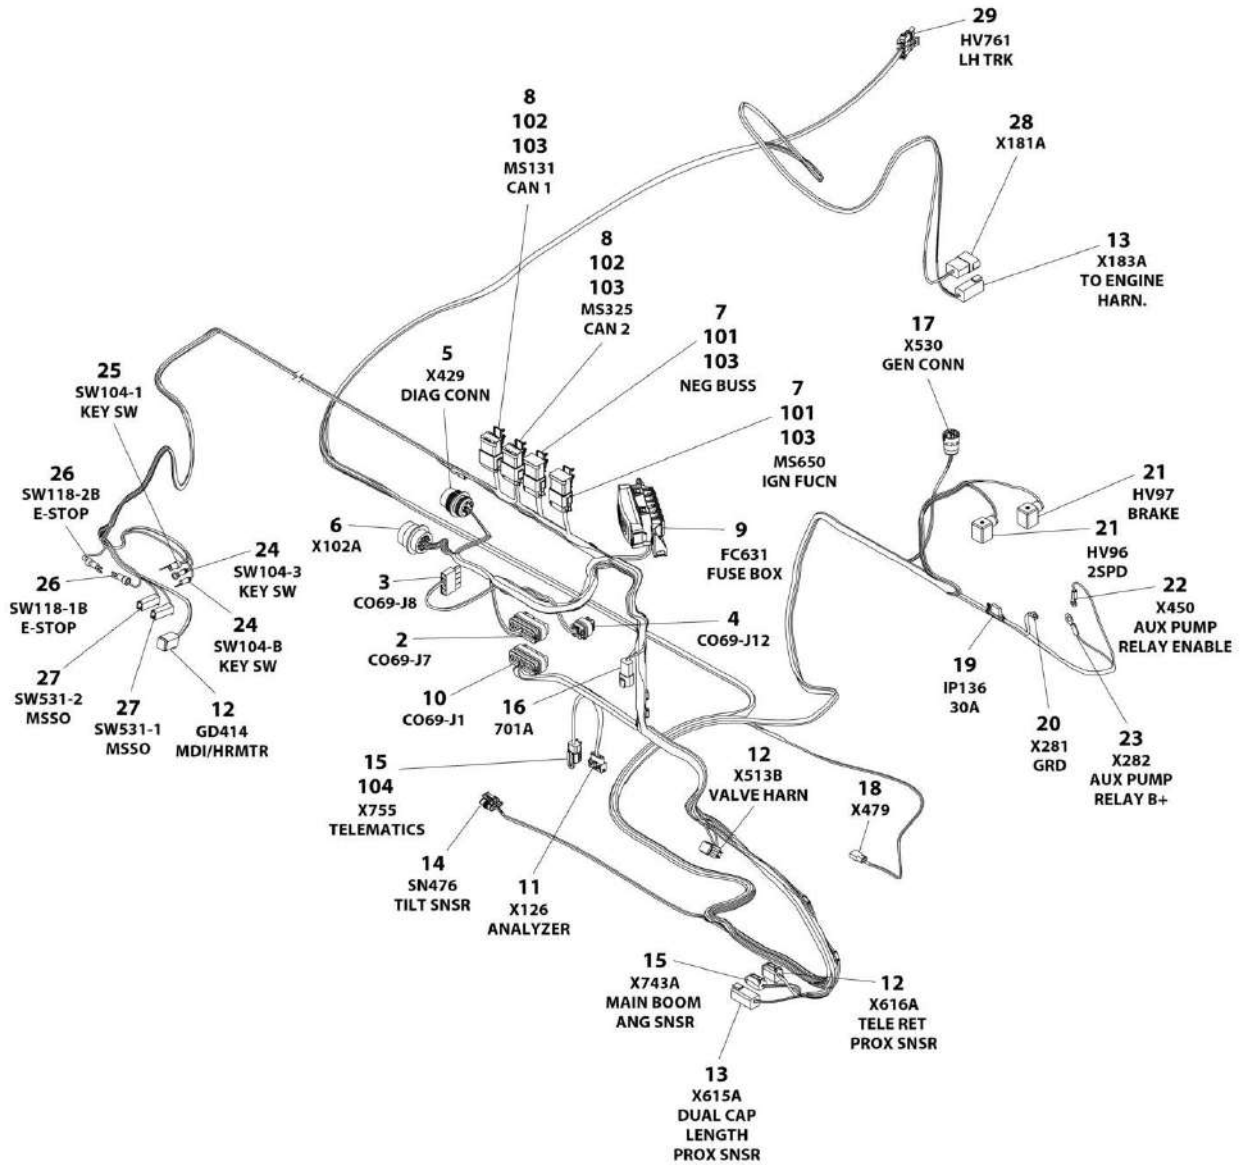 29
HV761
LH TRK
8
102
103
MS131
CAN 1
28
X181A
8
102
103
MS325
CAN 2
13
X183A
TO ENGINE
HARN.
7
101
103
NEG BUSS
17
X530
GEN CONN
5
X429
DIAG CONN
25
SW104-1
KEY SW
7
101
103
MS650
IGN FUCN
26
SW118-2B
E-STOP
21
HV97
BRAKE
6
X102A
9
FC631
FUSE BOX
21
HV96
2SPD
24
SW104-3
KEY SW
3
CO69-J8
22
X450
AUX PUMP
RELAY ENABLE
26
SW118-1B
E-STOP
24
SW104-B
KEY SW
2
CO69-J7
4
CO69-J12
19
IP136
30A
27
SW531-2
MSSO
27
SW531-1
MSSO
12
GD414
MDI/HRMTR
10
CO69-J1
16
701A
20
X281
GRD
23
X282
AUX PUMP
RELAY B+
15
104
X755
TELEMATICS
12
X513B
VALVE HARN
18
X479
14
SN476
TILT SNSR
11
X126
ANALYZER
15
X743A
MAIN BOOM
ANG SNSR
12
X616A
TELE RET
PROX SNSR
13
X615A
DUAL CAP
LENGTH
PROX SNSR